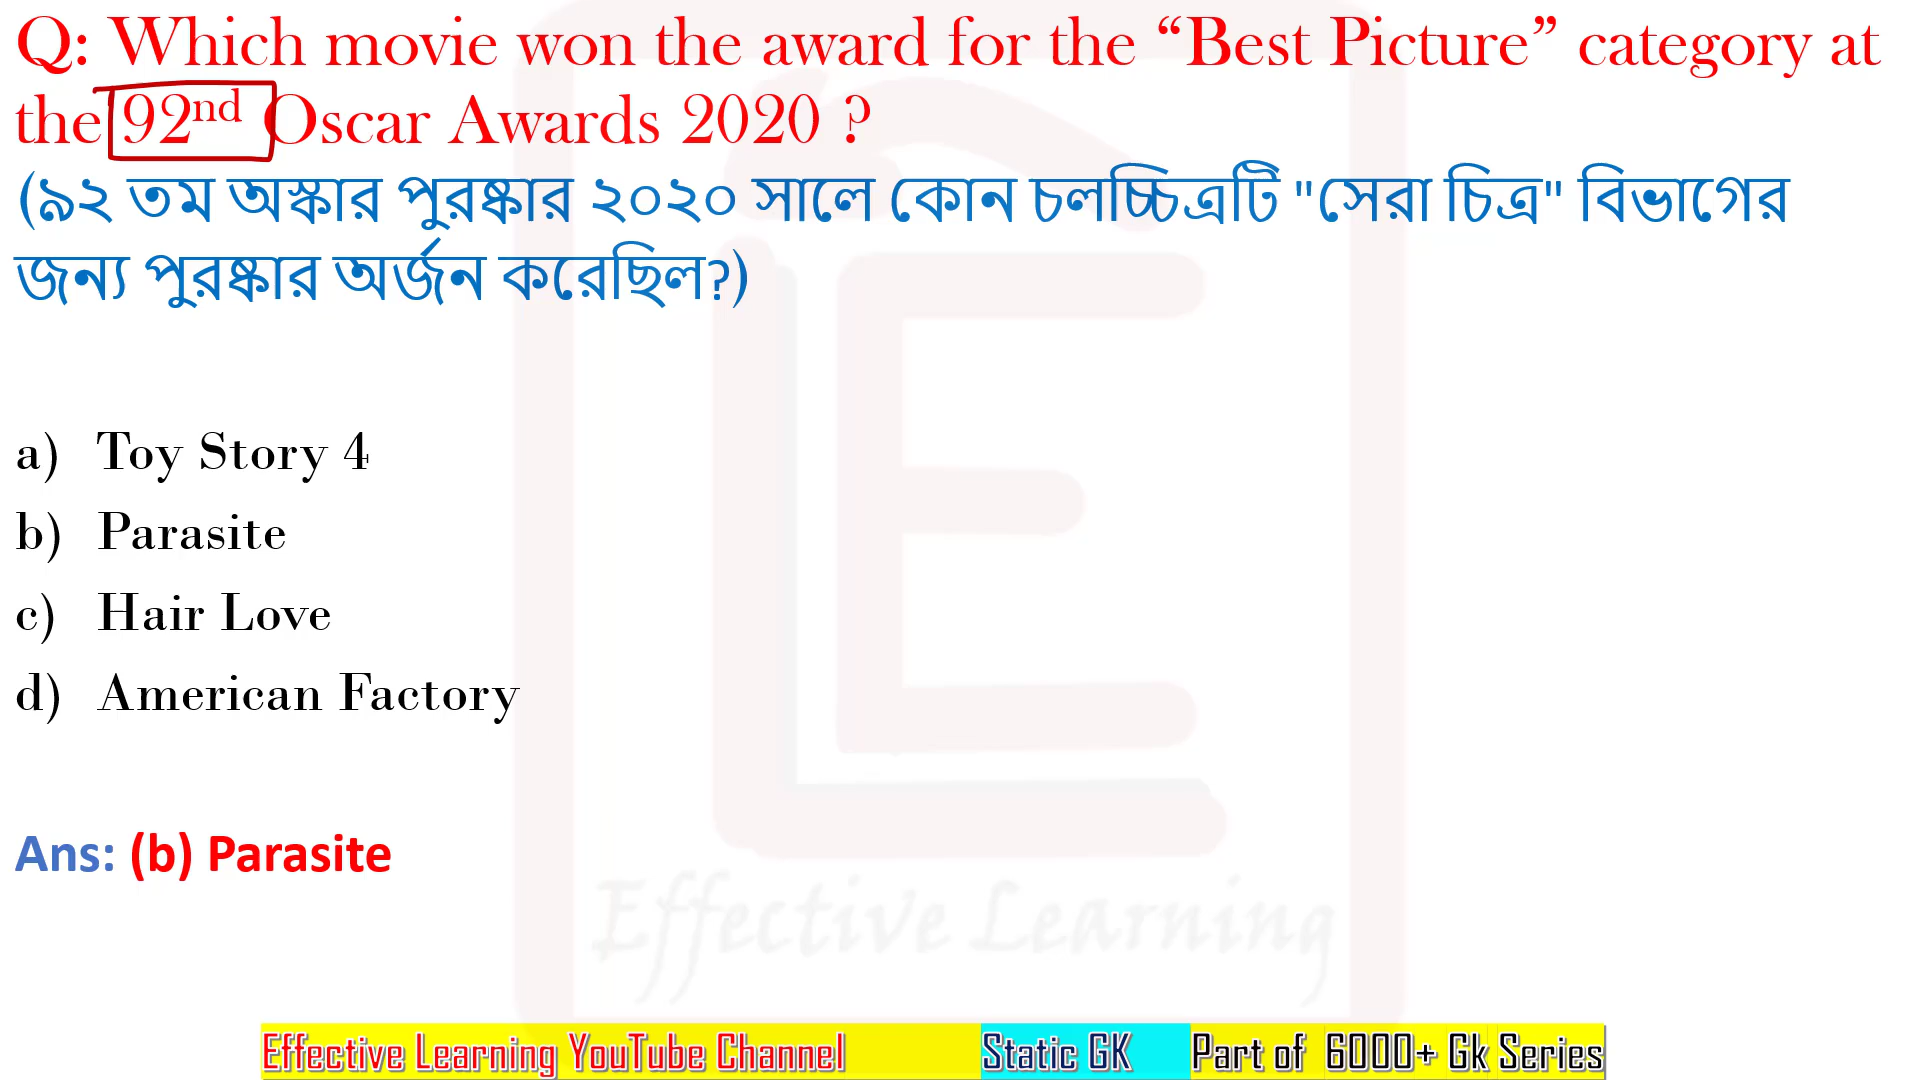 Q: Which movie won the award for the “Best Picture” category at
the 92nd Oscar Awards 2020 ?
(৯২ তম অস্কার পুরষ্কার ২০২০ সালে কোন চলচ্চিত্রটি "সেরা চিত্র" বিভাগের
জন্য পুরষ্কার অর্জন করেছিল?)
a) Toy Story 4
b) Parasite
c) Hair Love
d) American Factory
Ans: (b) Parasite
Effective Learning
Effective Learning YouTube Channel Static GK Part of 6000+ Gk Series